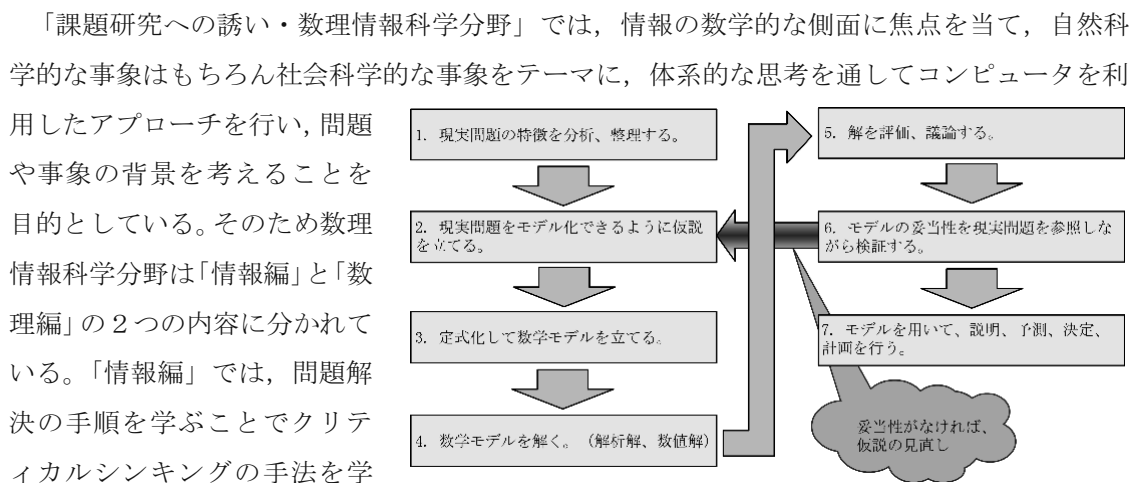 「課題研究への誘い・数理情報科学分野」では，情報の数学的な側面に焦点を当て，自然科
学的な事象はもちろん社会科学的な事象をテーマに，体系的な思考を通してコンピュータを利
用したアプローチを行い，問題
や事象の背景を考えることを
目的としている。そのため数理
情報科学分野は「情報編」と「数
理編」の２つの内容に分かれて
いる。「情報編」では，問題解
決の手順を学ぶことでクリテ
ィカルシンキングの手法を学
1. 現実問題の特徴を分析、整理する。
2. 現実問題をモデル化できるように仮説
を立てる。
3. 定式化して数学モデルを立てる。
4. 数学モデルを解く。（解析解、数値解）
5. 解を評価、議論する。
6. モデルの妥当性を現実問題を参照しな
がら検証する。
7. モデルを用いて、説明、予測、決定、
計画を行う。
妥当性がなければ、
仮説の見直し